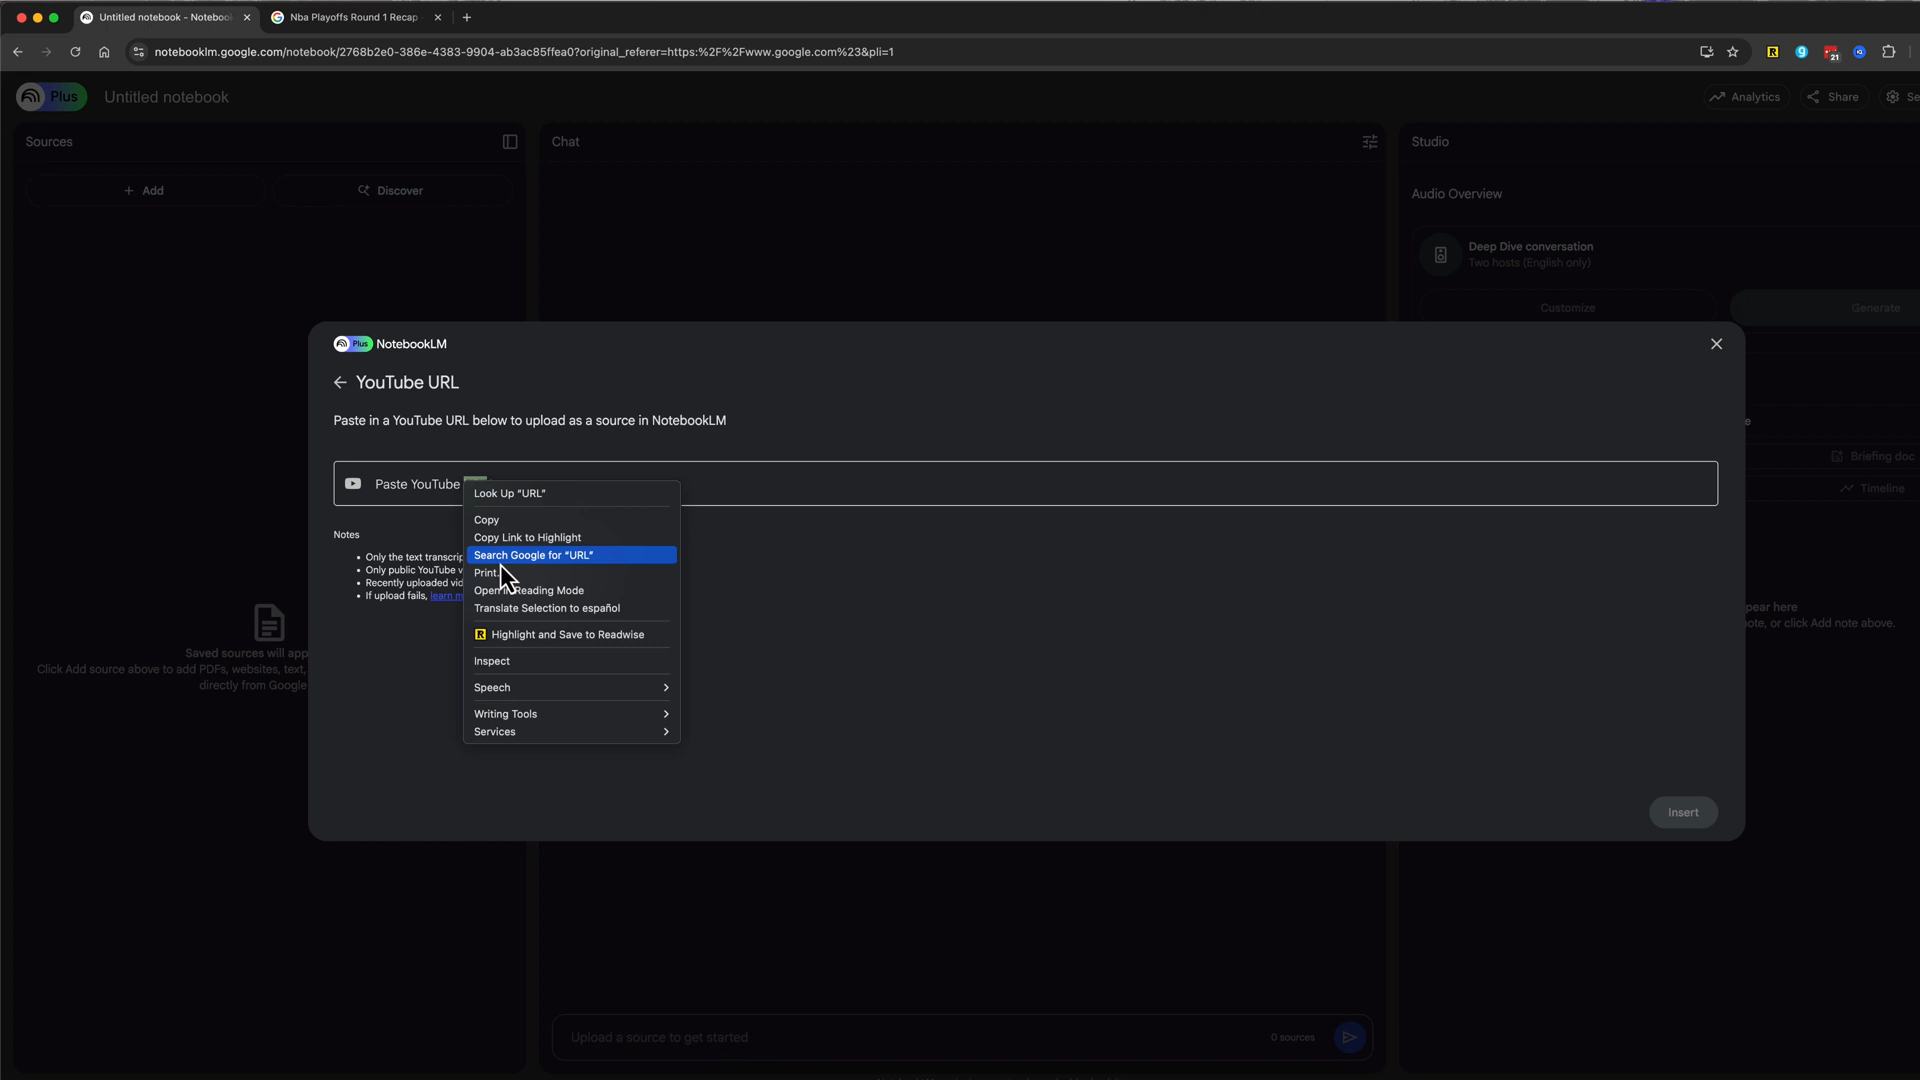 Untitled notebook - Noteboo
Nba Playoffs Round 1 Recap
notebooklm.google.com/notebook/2768b2e0-386e-4383-9904-ab3ac85ffea0?original_referer=https:%2F%2Fwww.google.com%23&pli=1
21
Plus
Untitled notebook
Analytics
Share
Se
Sources
Chat
Studio
+ Add
Discover
Audio Overview
Deep Dive conversation
Two hosts (English only)
Customize
Generate
Plus NotebookLM
YouTube URL
Paste in a YouTube URL below to upload as a source in NotebookLM
Paste YouTube
Look Up “URL”
Copy
Copy Link to Highlight
Search Google for “URL”
Print.
Open in Reading Mode
Translate Selection to español
R Highlight and Save to Readwise
Inspect
Speech
Writing Tools
Services
Notes
• Only the text transcrip
• Only public YouTube v
• Recently uploaded vid
• If upload fails, learn m
e
Briefing doc
Timeline
Saved sources will app
Click Add source above to add PDFs, websites, text,
directly from Google
pear here
ote, or click Add note above.
Insert
Upload a source to get started
0 sources